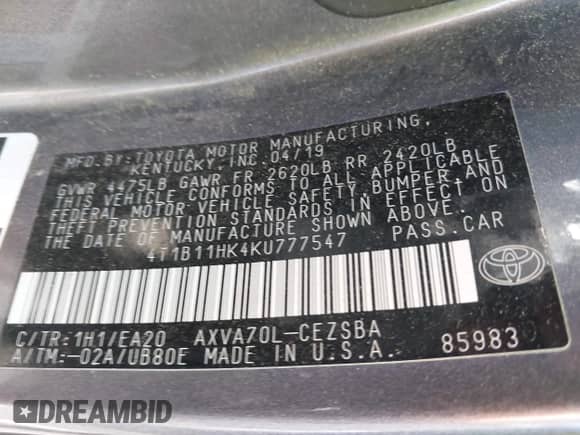 MFD.BY:TOYOTA MOTOR MANUFACTURING,
KENTUCKY,INC. 04/19
GVWR 4475LB GAWR FR 2620LB RR 2420LB
THIS VEHICLE CONFORMS TO ALL APPLICABLE
FEDERAL MOTOR VEHICLE SAFETY, BUMPER AND
THEFT PREVENTION STANDARDS IN EFFECT ON
THE DATE OF MANUFACTURE SHOWN ABOVE.
4T1B11HK4KU777547 PASS.CAR
C/TR:1H1/EA20 AXVA70L-CEZSBA
A/TM:-02A/UB80E MADE IN U.S.A. 85983
DREAMBID